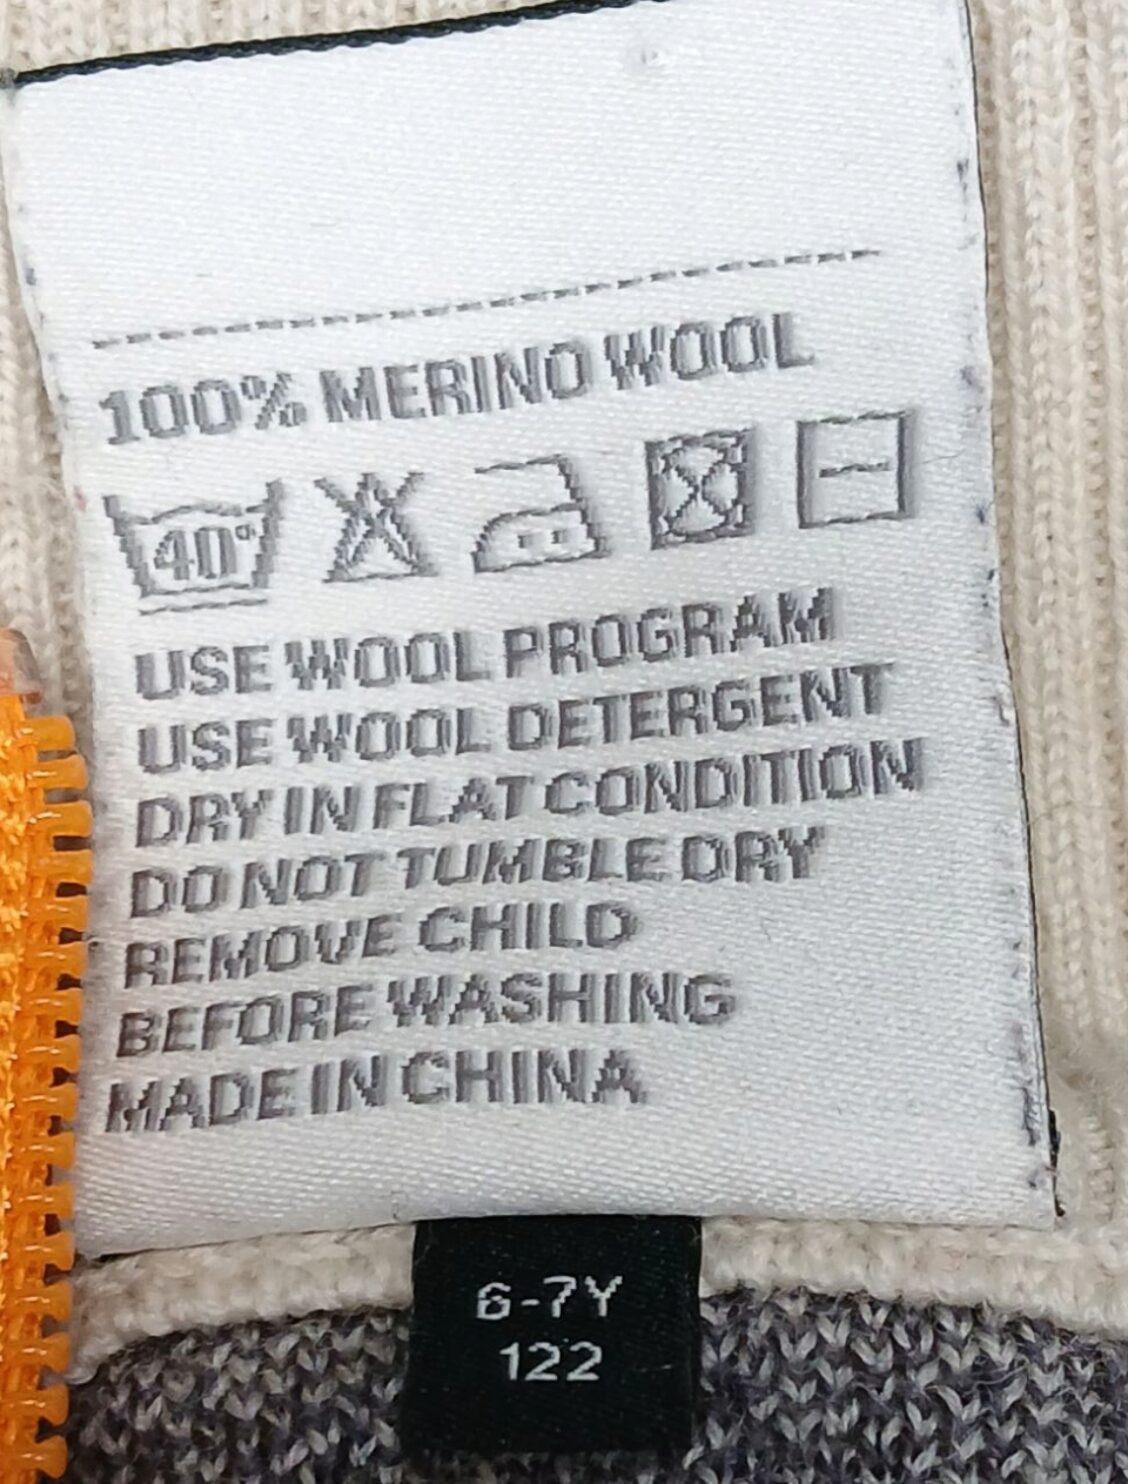 100% MERINO WOOL
40°
USE WOOL PROGRAM
USE WOOL DETERGENT
DRY IN FLAT CONDITION
DO NOT TUMBLE DRY
REMOVE CHILD
BEFORE WASHING
MADE IN CHINA
6-7Y
122